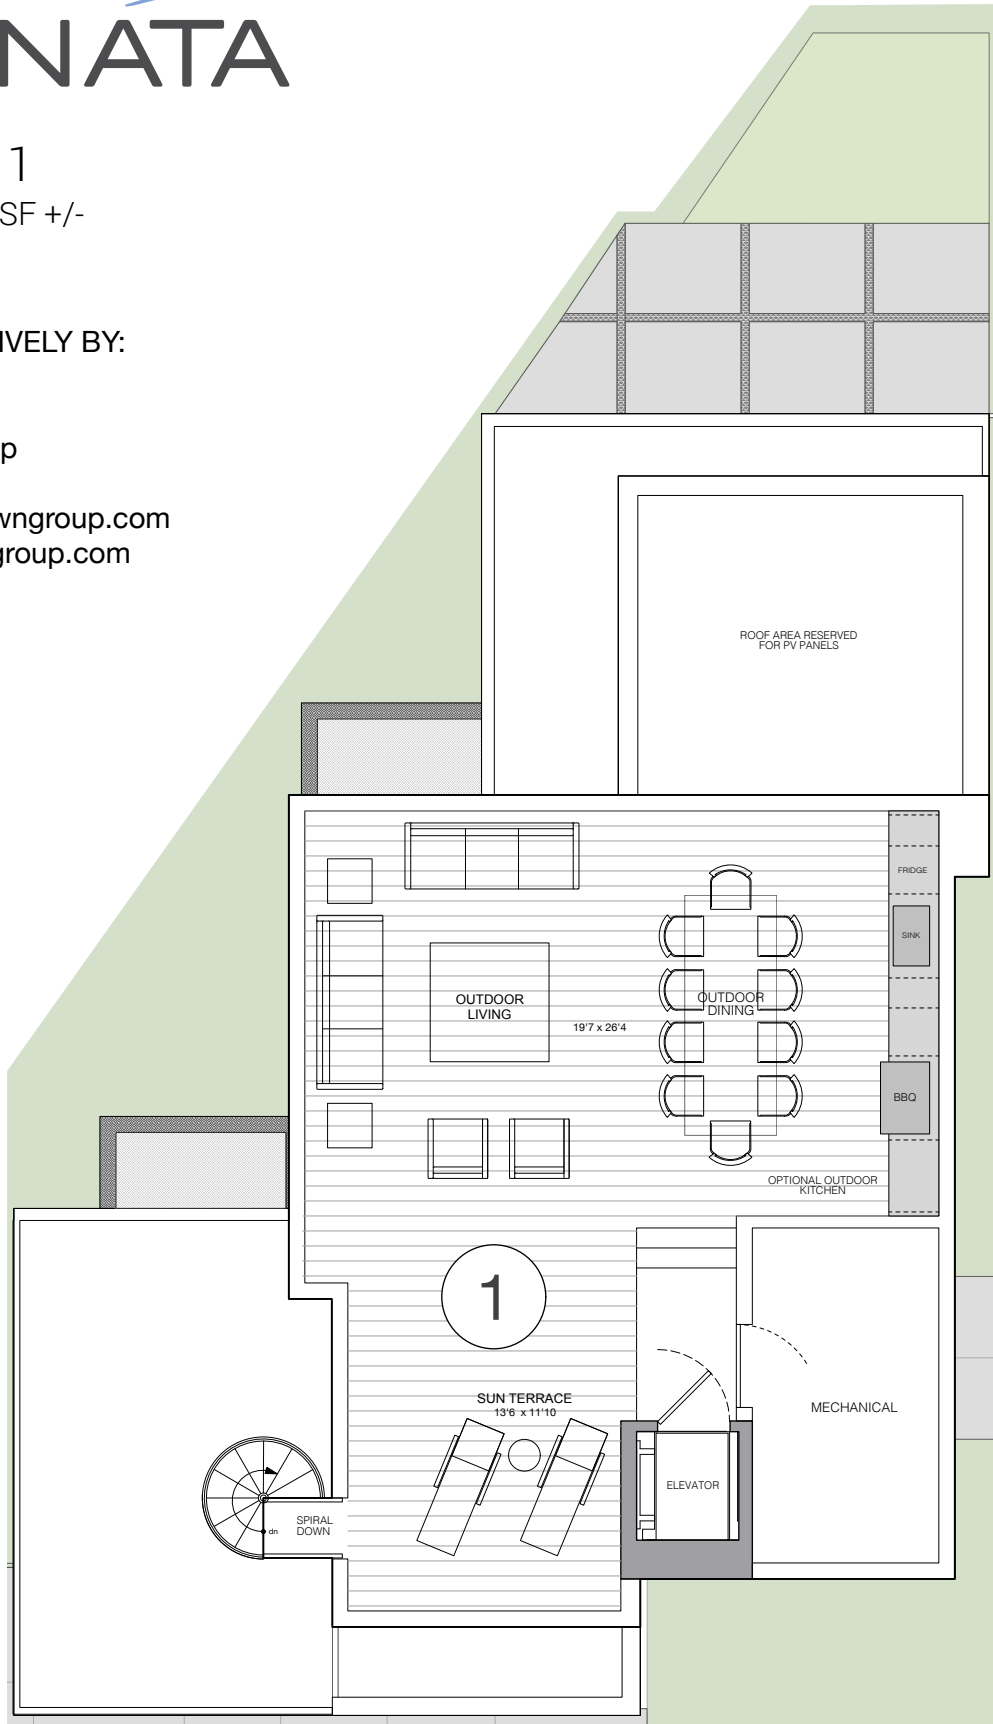 NATA
1
SF +/-
IVELY BY:
p
wngroup.com
group.com
ROOF AREA RESERVED
FOR PV PANELS
FRIDGE
SINK
OUTDOOR
LIVING
OUTDOOR
DINING
19'7 x 26'4
BBQ
OPTIONAL OUTDOOR
KITCHEN
1
SUN TERRACE
13'6 x 11'10
MECHANICAL
ELEVATOR
SPIRAL
DOWN
dn